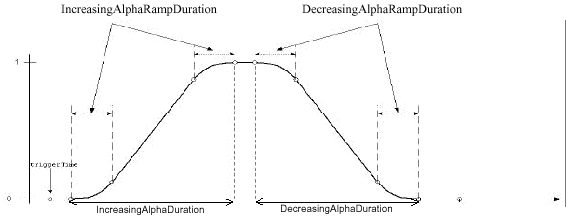 IncreasingAlphaRampDuration DecreasingAlphaRampDuration
1
triggerTime
0
IncreasingAlphaDuration DecreasingAlphaDuration